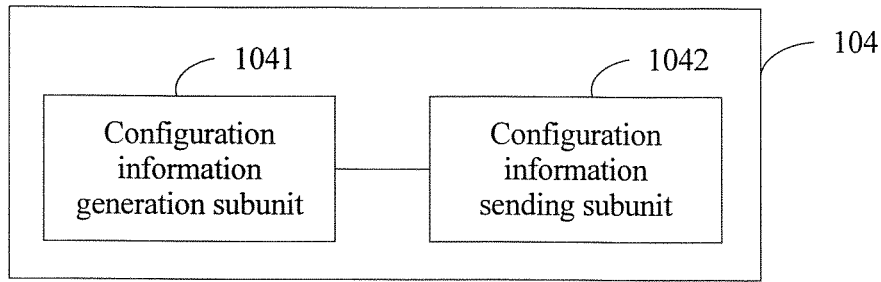 1041
1042
104
Configuration
information
generation subunit
Configuration
information
sending subunit